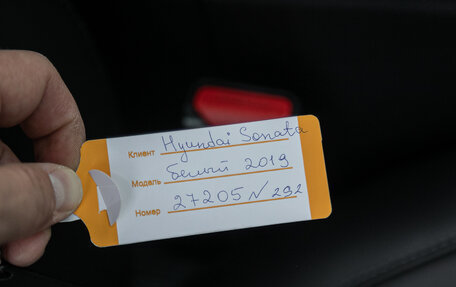 Клиент Hyundai Sonata
Модель белый 2019
Номер 27205 N 292